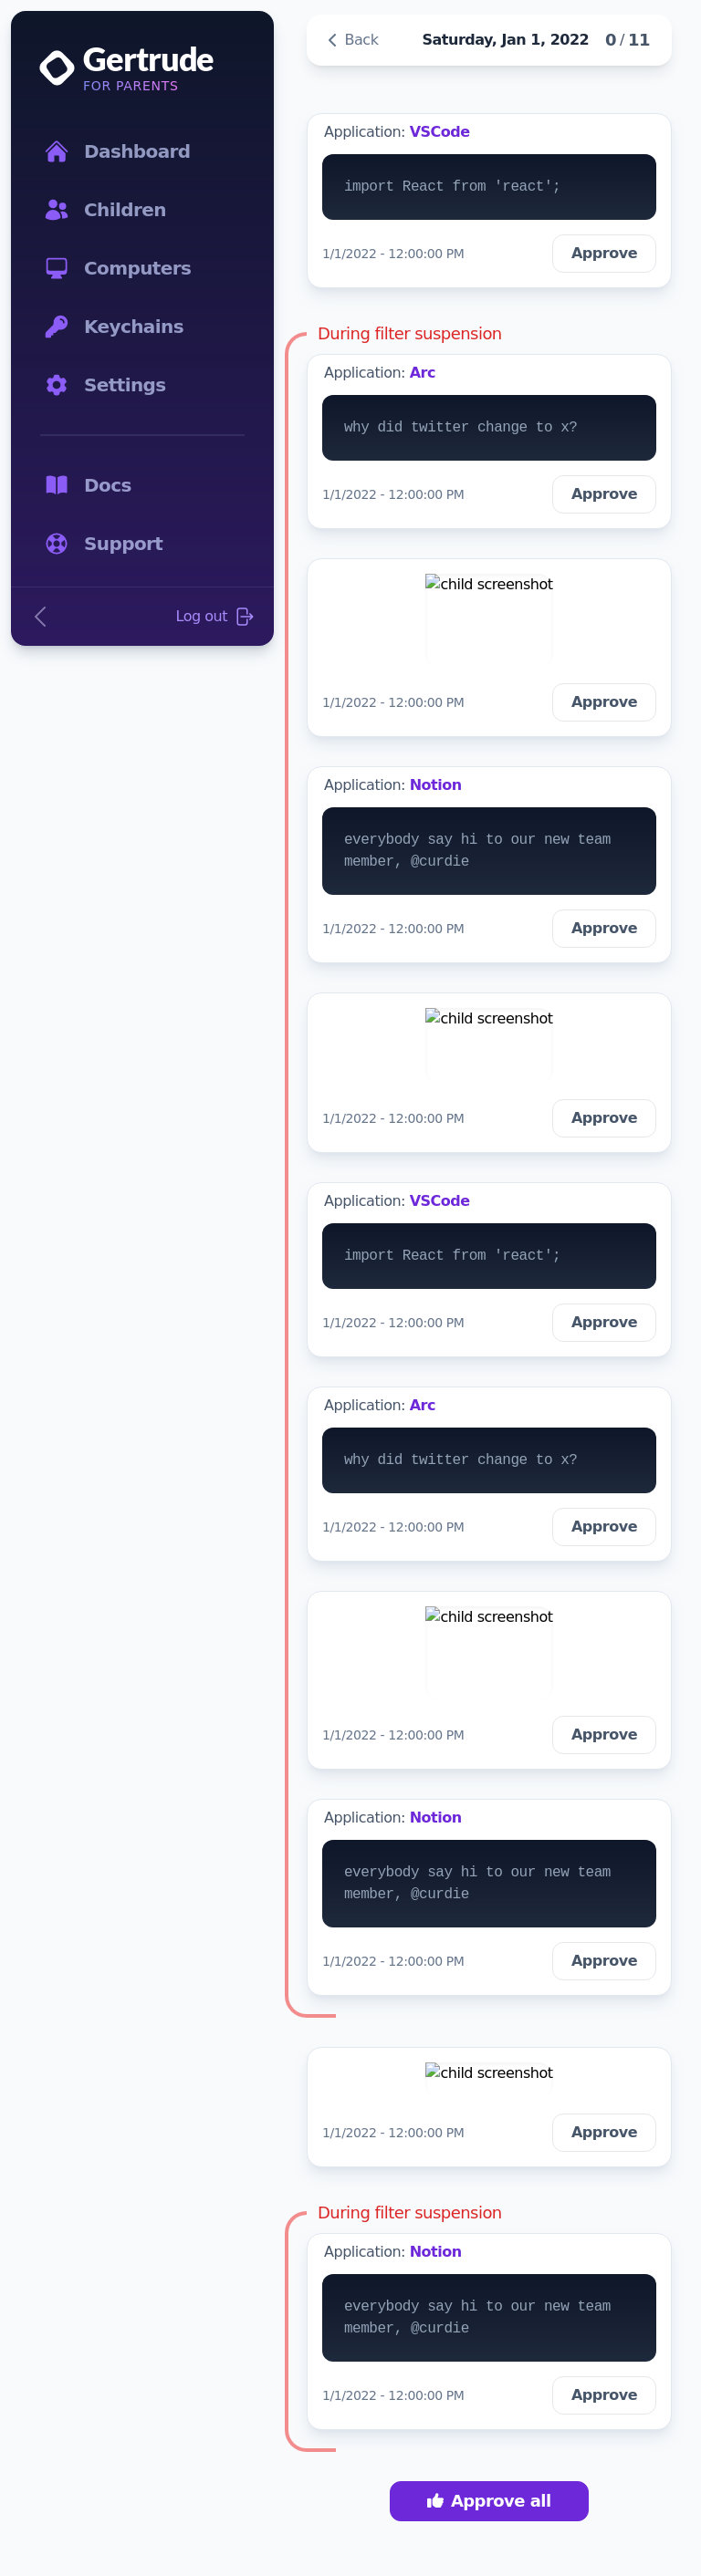 Gertrude
FOR PARENTS
Dashboard
Children
Computers
Keychains
Settings
Docs
Support
Log out
Back
Saturday, Jan 1, 2022
0 / 11
Application: VSCode
import React from 'react';
1/1/2022 - 12:00:00 PM
Approve
During filter suspension
Application: Arc
why did twitter change to x?
1/1/2022 - 12:00:00 PM
Approve
child screenshot
1/1/2022 - 12:00:00 PM
Approve
Application: Notion
everybody say hi to our new team
member, @curdie
1/1/2022 - 12:00:00 PM
Approve
child screenshot
1/1/2022 - 12:00:00 PM
Approve
Application: VSCode
import React from 'react';
1/1/2022 - 12:00:00 PM
Approve
Application: Arc
why did twitter change to x?
1/1/2022 - 12:00:00 PM
Approve
child screenshot
1/1/2022 - 12:00:00 PM
Approve
Application: Notion
everybody say hi to our new team
member, @curdie
1/1/2022 - 12:00:00 PM
Approve
child screenshot
1/1/2022 - 12:00:00 PM
Approve
During filter suspension
Application: Notion
everybody say hi to our new team
member, @curdie
1/1/2022 - 12:00:00 PM
Approve
Approve all